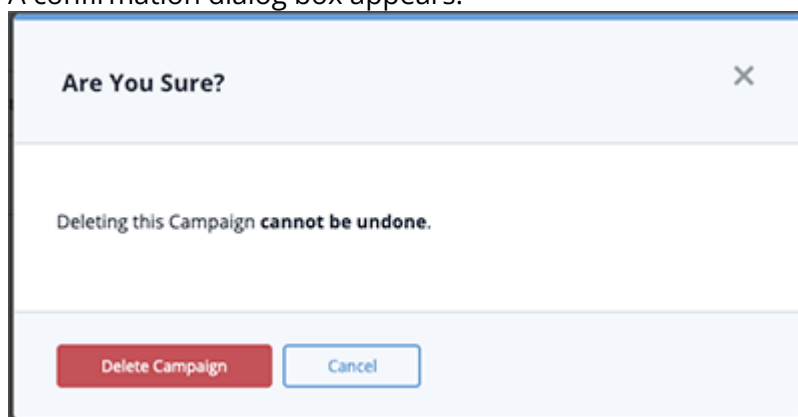 A confirmation dialog box appears.
Are You Sure?
Deleting this Campaign cannot be undone.
Delete Campaign
Cancel